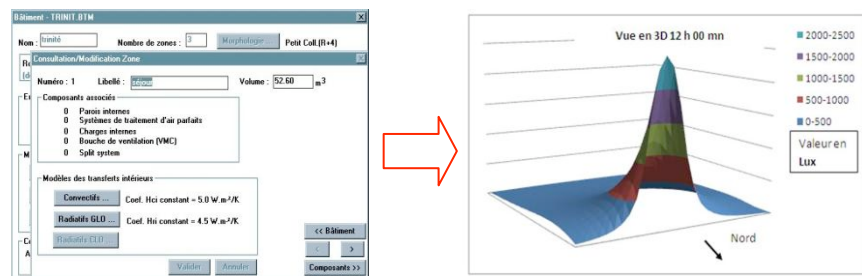 Bâtiment - TRINIT.BTM
Nom : trinité Nombre de zones : 3 Morphologie ... Petit Coll.(R+4)
Consultation/Modification Zone
Numéro : 1 Libellé : Volume : 52.60 m3
Composants associés
0 Parois internes
0 Systèmes de traitement d'air parfaits
0 Charges internes
0 Bouche de ventilation (VMC)
0 Split system
Modèles des transferts intérieurs
Convectifs ... Coef. Hci constant = 5.0 W.m-²/K
Radiatifs GLO ... Coef. Hri constant = 4.5 W.m-²/K
Radiatifs CLO
<< Bâtiment
< >
Valider Annuler Composants >>
Vue en 3D 12 h 00 mn
2000-2500
1500-2000
1000-1500
500-1000
0-500
Valeur en
Lux
Nord